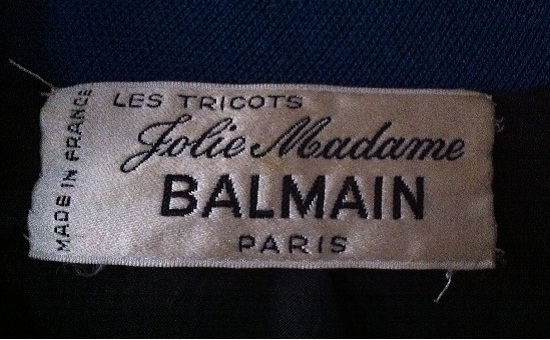 MADE IN FRANCE
LES TRICOTS
Jolie Madame
BALMAIN
PARIS